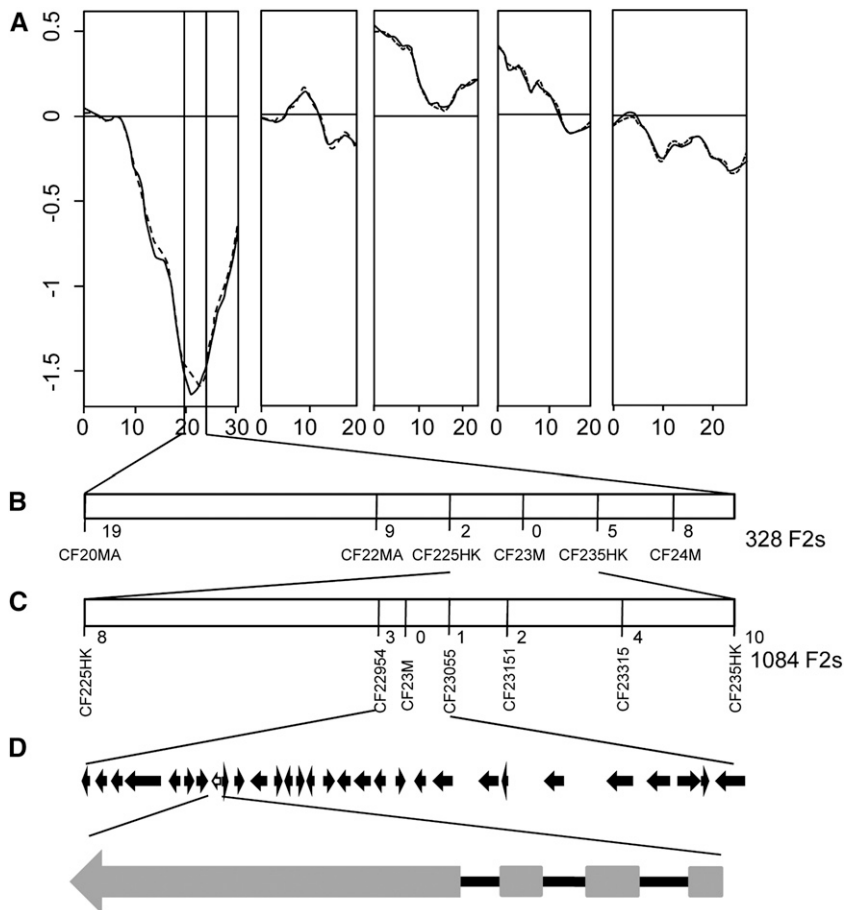 A
0.5
0
-0.5
-1
-1.5
0 10 20 30
0 10 20
0 10 20
0 10 20
0 10 20
B
19 9 2 0 5 8
328 F2s
CF20MA CF22MA CF225HK CF23M CF235HK CF24M
C
8 3 0 1 2 4 10
1084 F2s
CF225HK CF22954 CF23M CF23055 CF23151 CF23315 CF235HK
D